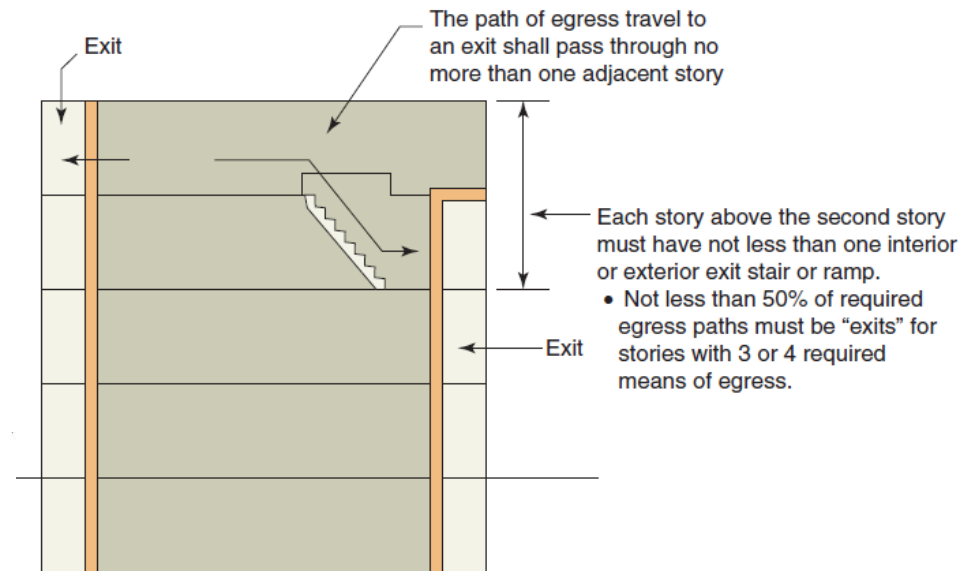 The path of egress travel to
an exit shall pass through no
more than one adjacent story
Exit
Each story above the second story
must have not less than one interior
or exterior exit stair or ramp.
• Not less than 50% of required
egress paths must be “exits” for
stories with 3 or 4 required
means of egress.
Exit